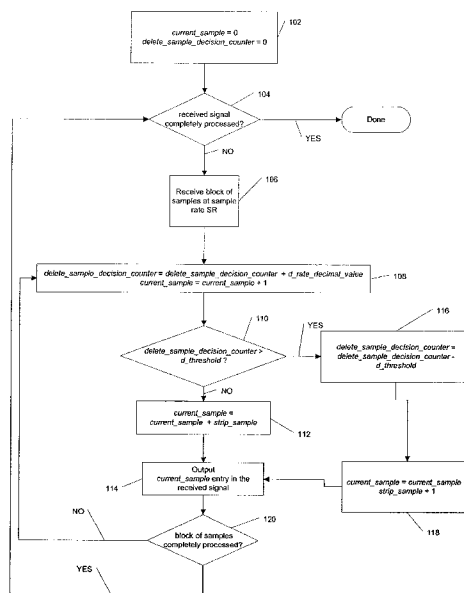 current_sample = 0
delete_sample_decision_counter = 0
102
104
received signal
completely processed?
Done
YES
NO
106
Receive block of
samples at sample
rate SR
delete_sample_decision_counter = delete_sample_decision_counter + d_rate_decimal_value
current_sample = current_sample + 1
108
110
116
YES
delete_sample_decision_counter >
d_threshold ?
delete_sample_decision_counter =
delete_sample_decision_counter -
d_threshold
NO
current_sample =
current_sample + strip_sample
112
Output
current_sample entry in the
received signal
114
current_sample = current_sample
strip_sample + 1
118
120
NO
block of samples
completely processed?
YES